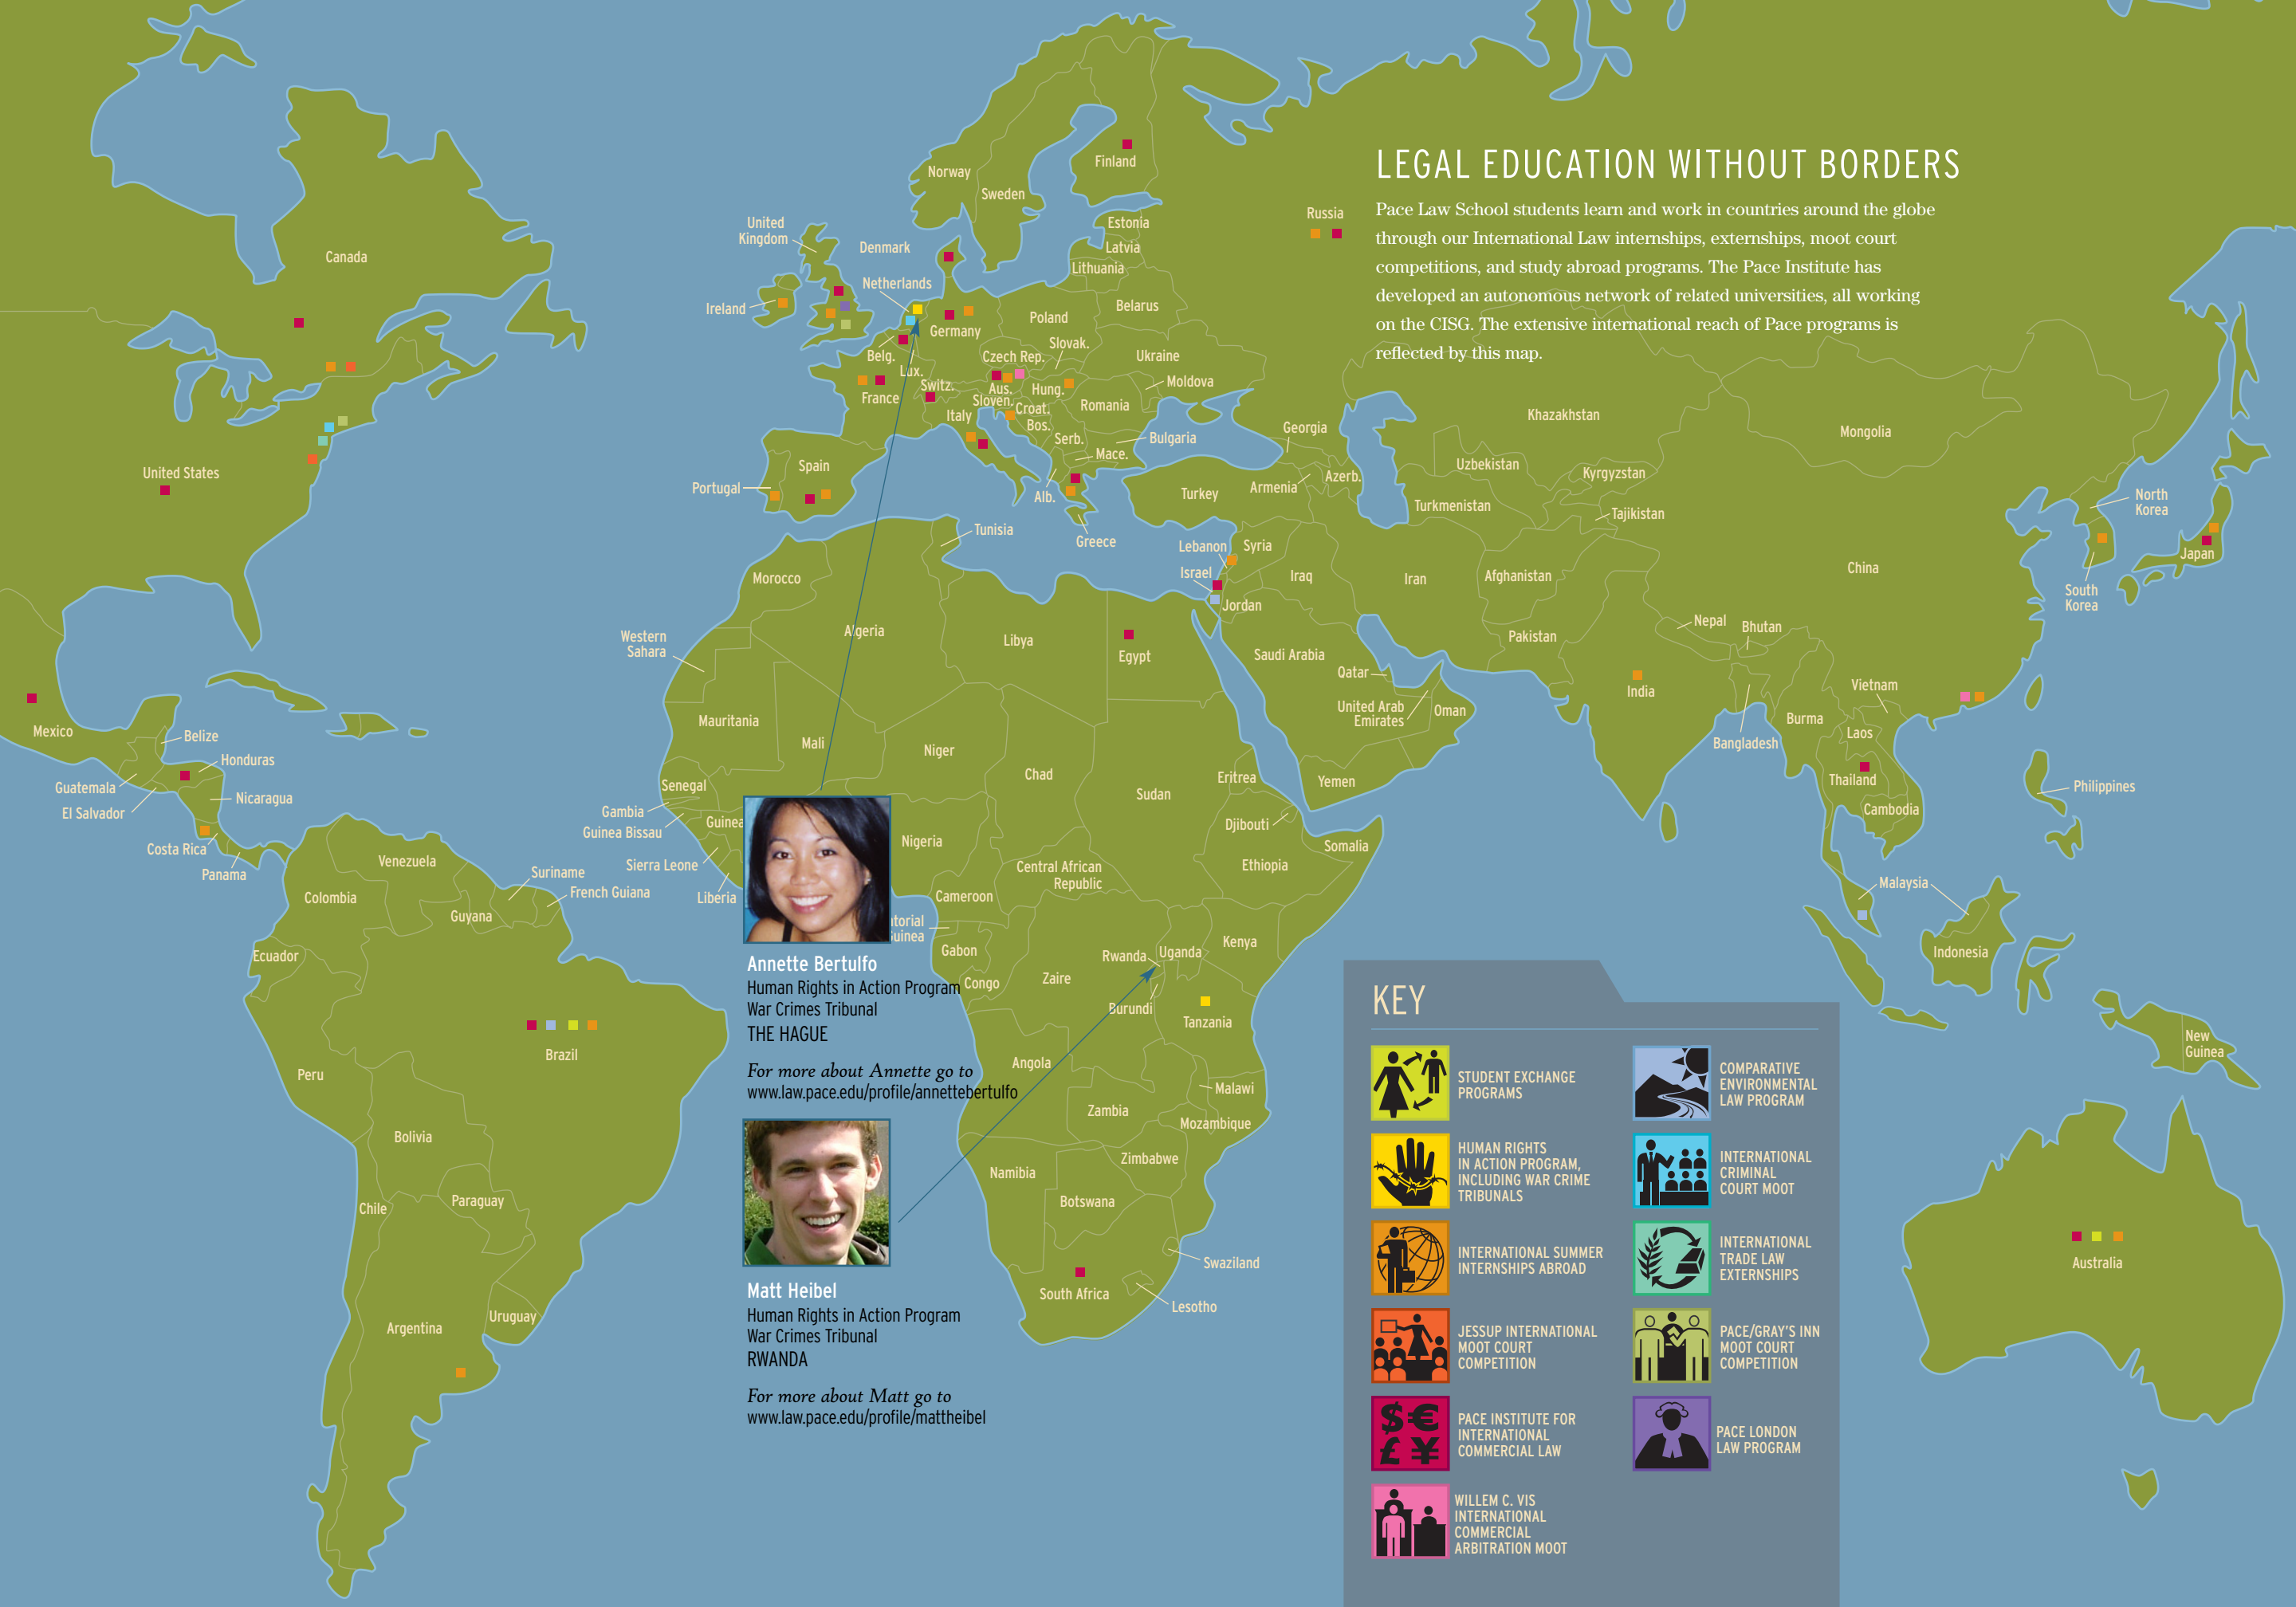 LEGAL EDUCATION WITHOUT BORDERS
Pace Law School students learn and work in countries around the globe
through our International Law internships, externships, moot court
competitions, and study abroad programs. The Pace Institute has
developed an autonomous network of related universities, all working
on the CISG. The extensive international reach of Pace programs is
reflected by this map.
Canada
United States
Mexico
Belize
Honduras
Guatemala
El Salvador
Nicaragua
Costa Rica
Panama
Venezuela
Colombia
Suriname
French Guiana
Guyana
Ecuador
Brazil
Peru
Bolivia
Paraguay
Chile
Uruguay
Argentina
Norway
Sweden
Finland
Estonia
Latvia
Lithuania
Russia
United
Kingdom
Denmark
Netherlands
Ireland
Germany
Poland
Belarus
Belg.
Lux.
Czech Rep.
Slovak.
Ukraine
Switz.
Aus.
Hung.
Moldova
France
Sloven.
Croat.
Romania
Italy
Bos.
Serb.
Bulgaria
Mace.
Spain
Portugal
Alb.
Greece
Turkey
Georgia
Armenia
Azerb.
Khazakhstan
Mongolia
Uzbekistan
Kyrgyzstan
Turkmenistan
Tajikistan
North
Korea
South
Korea
Japan
China
Tunisia
Lebanon
Syria
Israel
Jordan
Iraq
Iran
Afghanistan
Pakistan
Nepal
Bhutan
India
Bangladesh
Burma
Vietnam
Laos
Thailand
Cambodia
Philippines
Malaysia
Indonesia
New
Guinea
Australia
Morocco
Algeria
Libya
Egypt
Western
Sahara
Saudi Arabia
Qatar
United Arab
Emirates
Oman
Yemen
Mauritania
Mali
Niger
Chad
Sudan
Eritrea
Senegal
Gambia
Guinea Bissau
Guinea
Sierra Leone
Liberia
Nigeria
Djibouti
Somalia
Ethiopia
Central African
Republic
Cameroon
torial
uinea
Gabon
Congo
Zaire
Rwanda
Uganda
Kenya
Burundi
Tanzania
Angola
Malawi
Zambia
Mozambique
Zimbabwe
Namibia
Botswana
Swaziland
South Africa
Lesotho
Annette Bertulfo
Human Rights in Action Program
War Crimes Tribunal
THE HAGUE
For more about Annette go to
www.law.pace.edu/profile/annettebertulfo
Matt Heibel
Human Rights in Action Program
War Crimes Tribunal
RWANDA
For more about Matt go to
www.law.pace.edu/profile/mattheibel
KEY
STUDENT EXCHANGE
PROGRAMS
HUMAN RIGHTS
IN ACTION PROGRAM,
INCLUDING WAR CRIME
TRIBUNALS
INTERNATIONAL SUMMER
INTERNSHIPS ABROAD
JESSUP INTERNATIONAL
MOOT COURT
COMPETITION
$ €
£ ¥
PACE INSTITUTE FOR
INTERNATIONAL
COMMERCIAL LAW
WILLEM C. VIS
INTERNATIONAL
COMMERCIAL
ARBITRATION MOOT
COMPARATIVE
ENVIRONMENTAL
LAW PROGRAM
INTERNATIONAL
CRIMINAL
COURT MOOT
INTERNATIONAL
TRADE LAW
EXTERNSHIPS
PACE/GRAY'S INN
MOOT COURT
COMPETITION
PACE LONDON
LAW PROGRAM